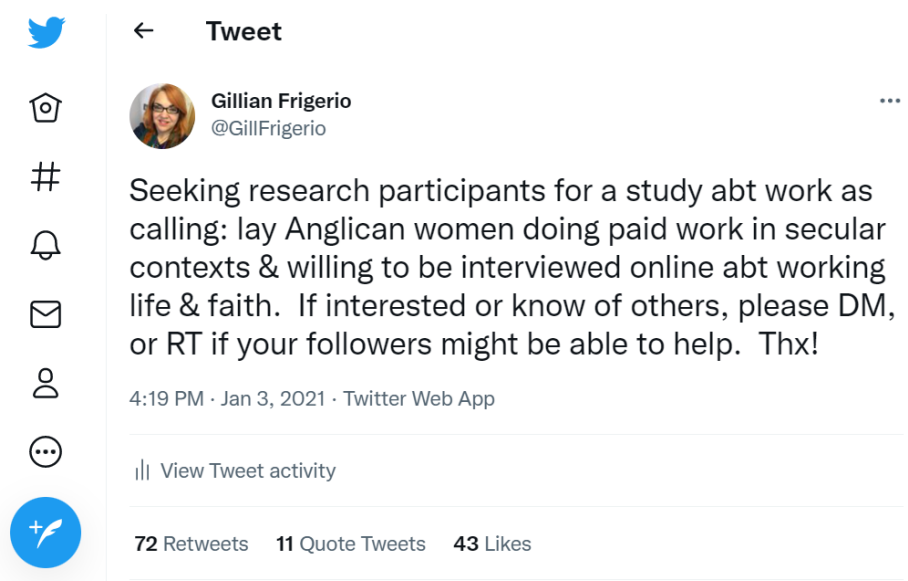 Tweet
Gillian Frigerio
@GillFrigerio
Seeking research participants for a study abt work as
calling: lay Anglican women doing paid work in secular
contexts & willing to be interviewed online abt working
life & faith.  If interested or know of others, please DM,
or RT if your followers might be able to help.  Thx!
4:19 PM · Jan 3, 2021 · Twitter Web App
View Tweet activity
72 Retweets 11 Quote Tweets 43 Likes